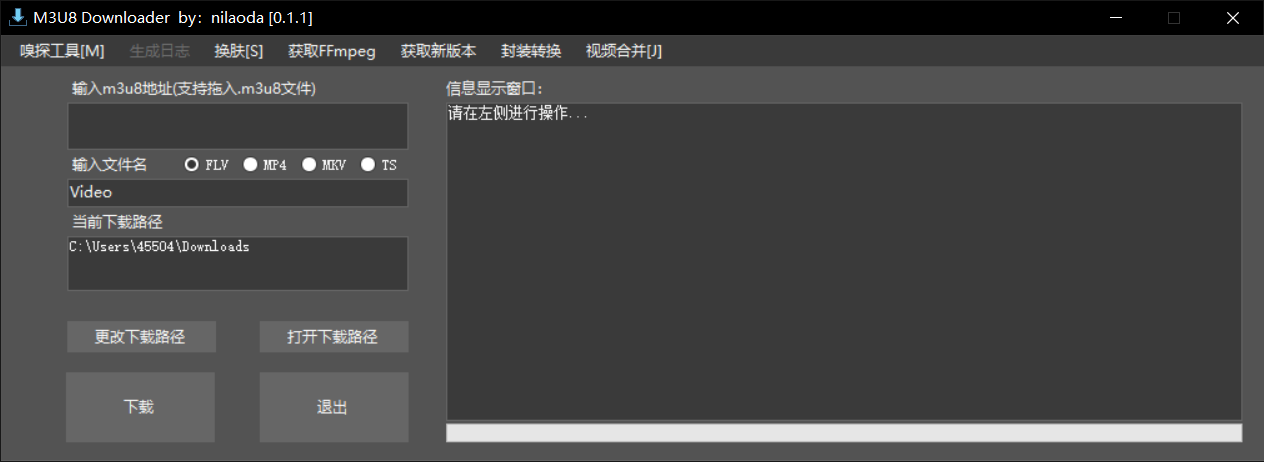 M3U8 Downloader by：nilaoda [0.1.1]
嗅探工具[M] 生成日志 换肤[S] 获取FFmpeg 获取新版本 封装转换 视频合并[J]
输入m3u8地址(支持拖入.m3u8文件)
输入文件名 FLV MP4 MKV TS
Video
当前下载路径
C:\Users\45504\Downloads
更改下载路径 打开下载路径
下载 退出
信息显示窗口：
请在左侧进行操作...